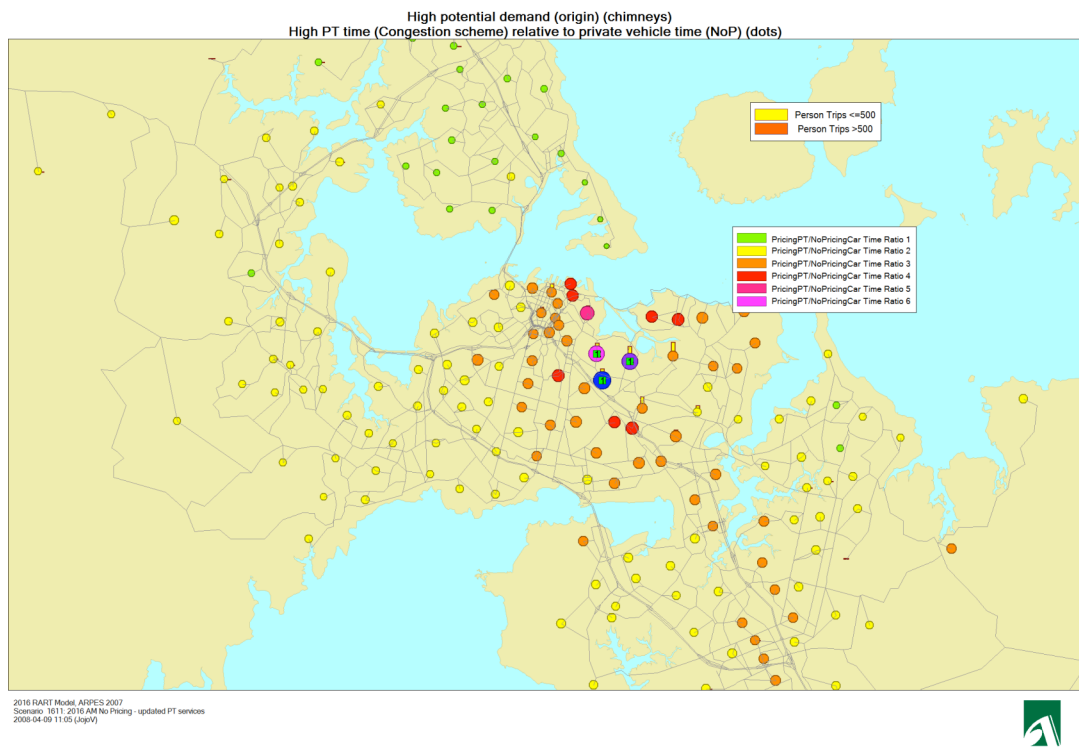 High potential demand (origin) (chimneys)
High PT time (Congestion scheme) relative to private vehicle time (NoP) (dots)
Person Trips <=500
Person Trips >500
PricingPT/NoPricingCar Time Ratio 1
PricingPT/NoPricingCar Time Ratio 2
PricingPT/NoPricingCar Time Ratio 3
PricingPT/NoPricingCar Time Ratio 4
PricingPT/NoPricingCar Time Ratio 5
PricingPT/NoPricingCar Time Ratio 6
2016 RART Model, ARPES 2007
Scenario 1611: 2016 AM No Pricing - updated PT services
2008-04-09 11:05 (JojoV)